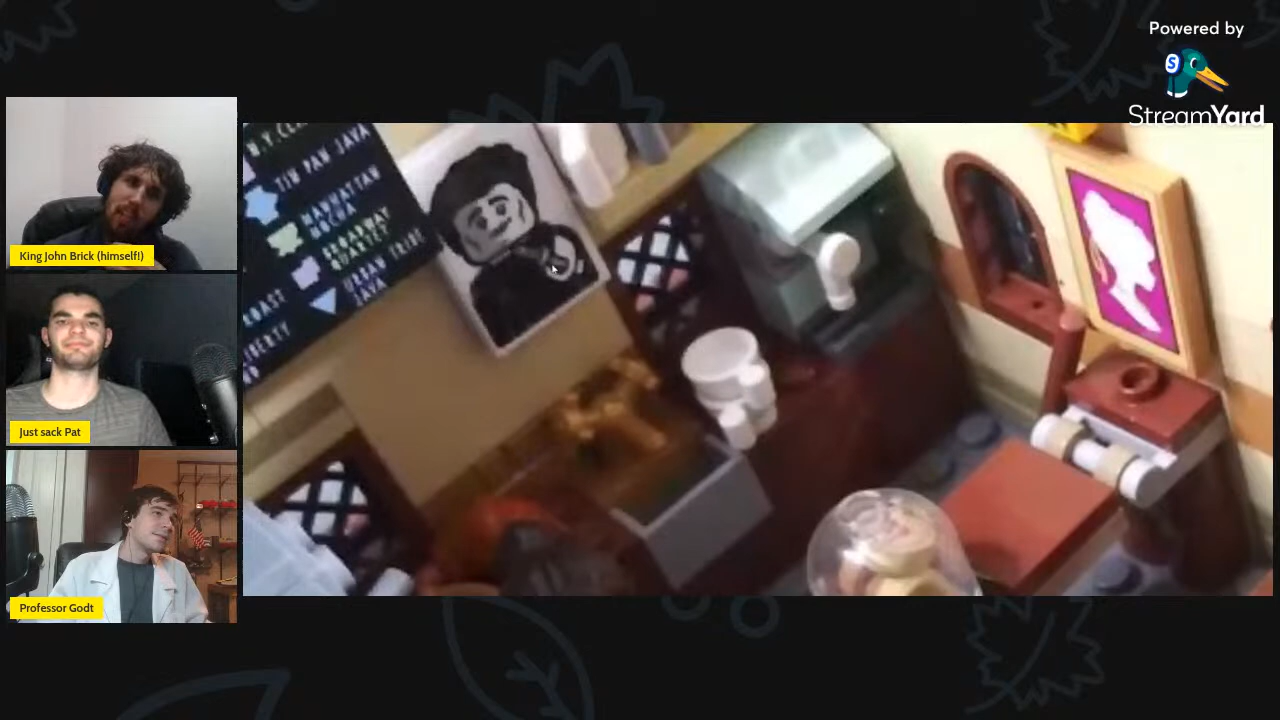 Powered by
StreamYard
King John Brick (himself!)
Just sack Pat
Professor Godt
TIN PAN JAVA
MANHATTAN
MOCHA
BROADWAY
ROASTED
URBAN TRIBE
JAVA
ROAST
LIBERTY